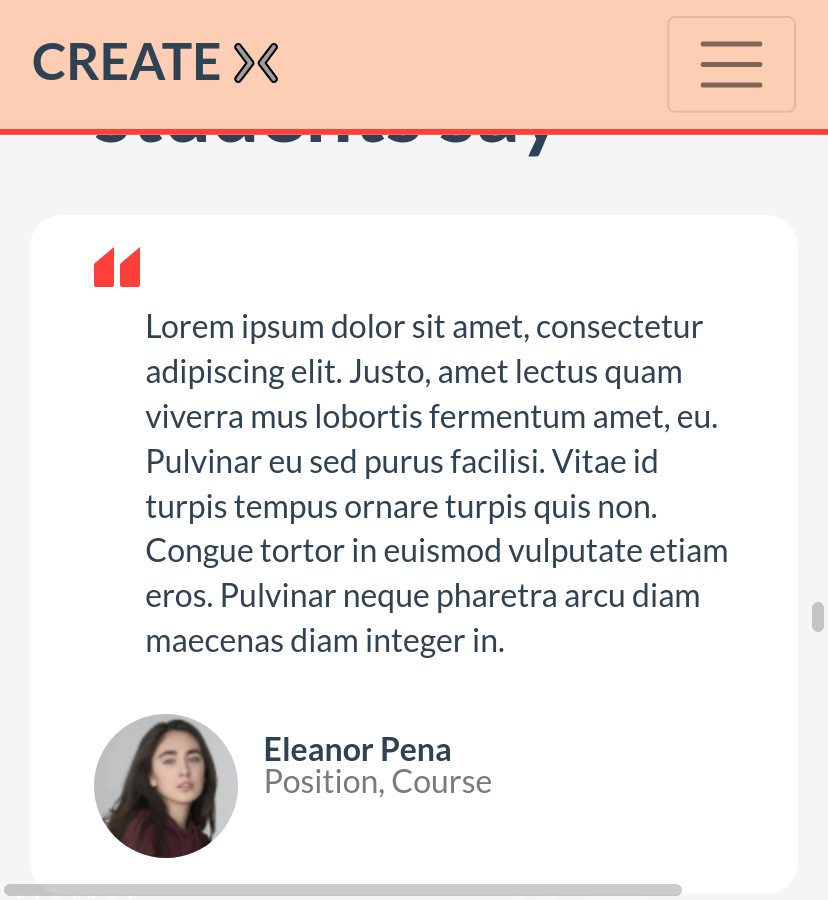 CREATE
students say
Lorem ipsum dolor sit amet, consectetur
adipiscing elit. Justo, amet lectus quam
viverra mus lobortis fermentum amet, eu.
Pulvinar eu sed purus facilisi. Vitae id
turpis tempus ornare turpis quis non.
Congue tortor in euismod vulputate etiam
eros. Pulvinar neque pharetra arcu diam
maecenas diam integer in.
Eleanor Pena
Position, Course